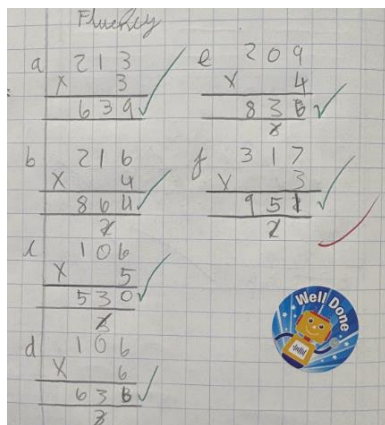 Fluency
a 213
x 3
639
b 216
x 4
864
2
c 106
x 5
530
3
d 106
x 6
636
3
e 209
x 4
836
3
f 317
x 3
951
2
Well Done